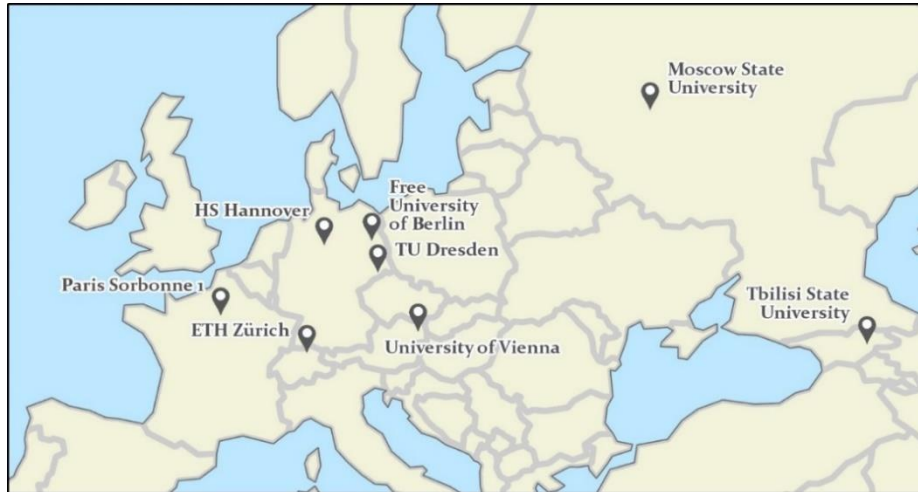 Moscow State
University
Free
University
of Berlin
HS Hannover
TU Dresden
Paris Sorbonne 1
Tbilisi State
University
ETH Zürich
University of Vienna